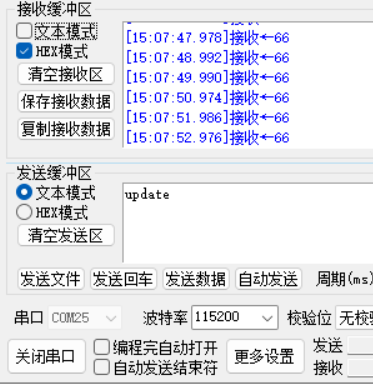 接收缓冲区
文本模式
HEX模式
清空接收区
保存接收数据
复制接收数据
[15:07:47.978]接收←66
[15:07:48.992]接收←66
[15:07:49.990]接收←66
[15:07:50.974]接收←66
[15:07:51.986]接收←66
[15:07:52.976]接收←66
发送缓冲区
文本模式
HEX模式
清空发送区
update
发送文件 发送回车 发送数据 自动发送 周期(ms)
串口 COM25 波特率 115200 校验位 无校
关闭串口 编程完自动打开 更多设置 发送
自动发送结束符 接收